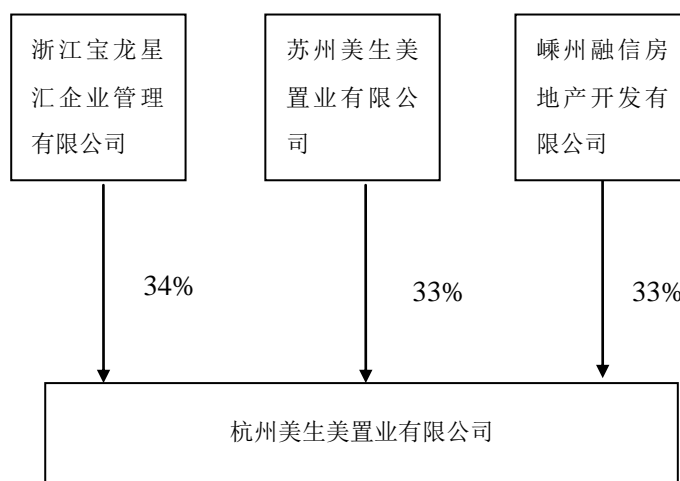 浙江宝龙星
汇企业管理
有限公司
苏州美生美
置业有限公
司
嵊州融信房
地产开发有
限公司
34%
33%
33%
杭州美生美置业有限公司